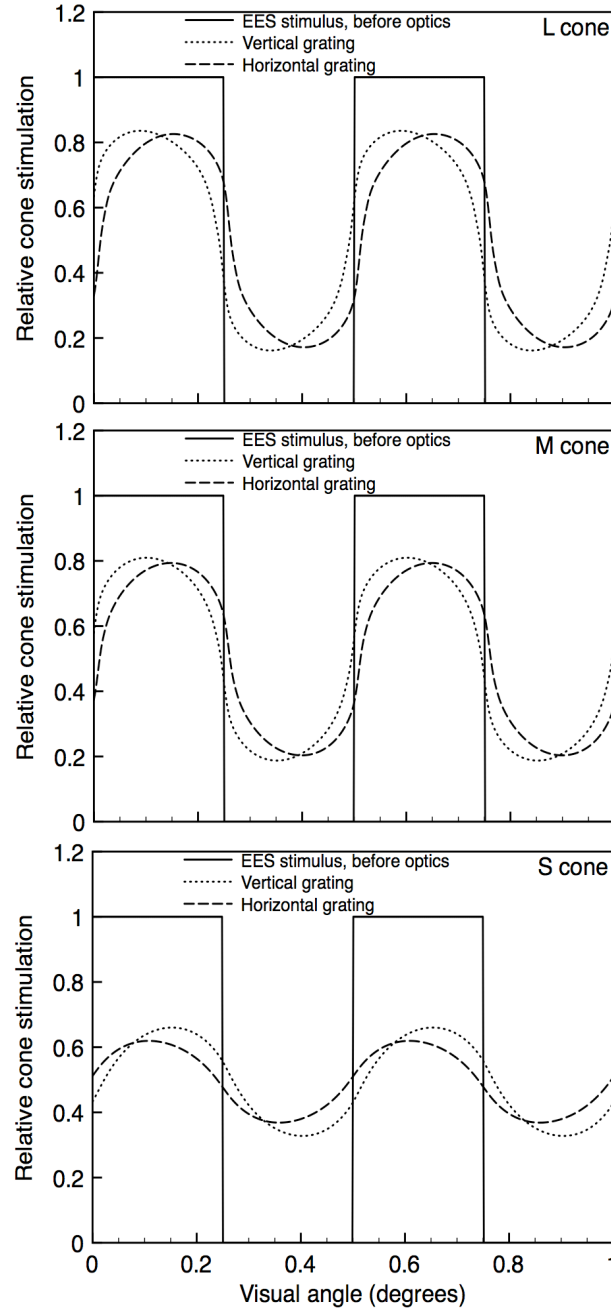 1.2
EES stimulus, before optics
L cone
Vertical grating
Horizontal grating
1
0.8
0.6
0.4
0.2
0
Relative cone stimulation
1.2
EES stimulus, before optics
M cone
Vertical grating
Horizontal grating
1
0.8
0.6
0.4
0.2
0
Relative cone stimulation
1.2
EES stimulus, before optics
S cone
Vertical grating
Horizontal grating
1
0.8
0.6
0.4
0.2
0
Relative cone stimulation
0 0.2 0.4 0.6 0.8 1
Visual angle (degrees)